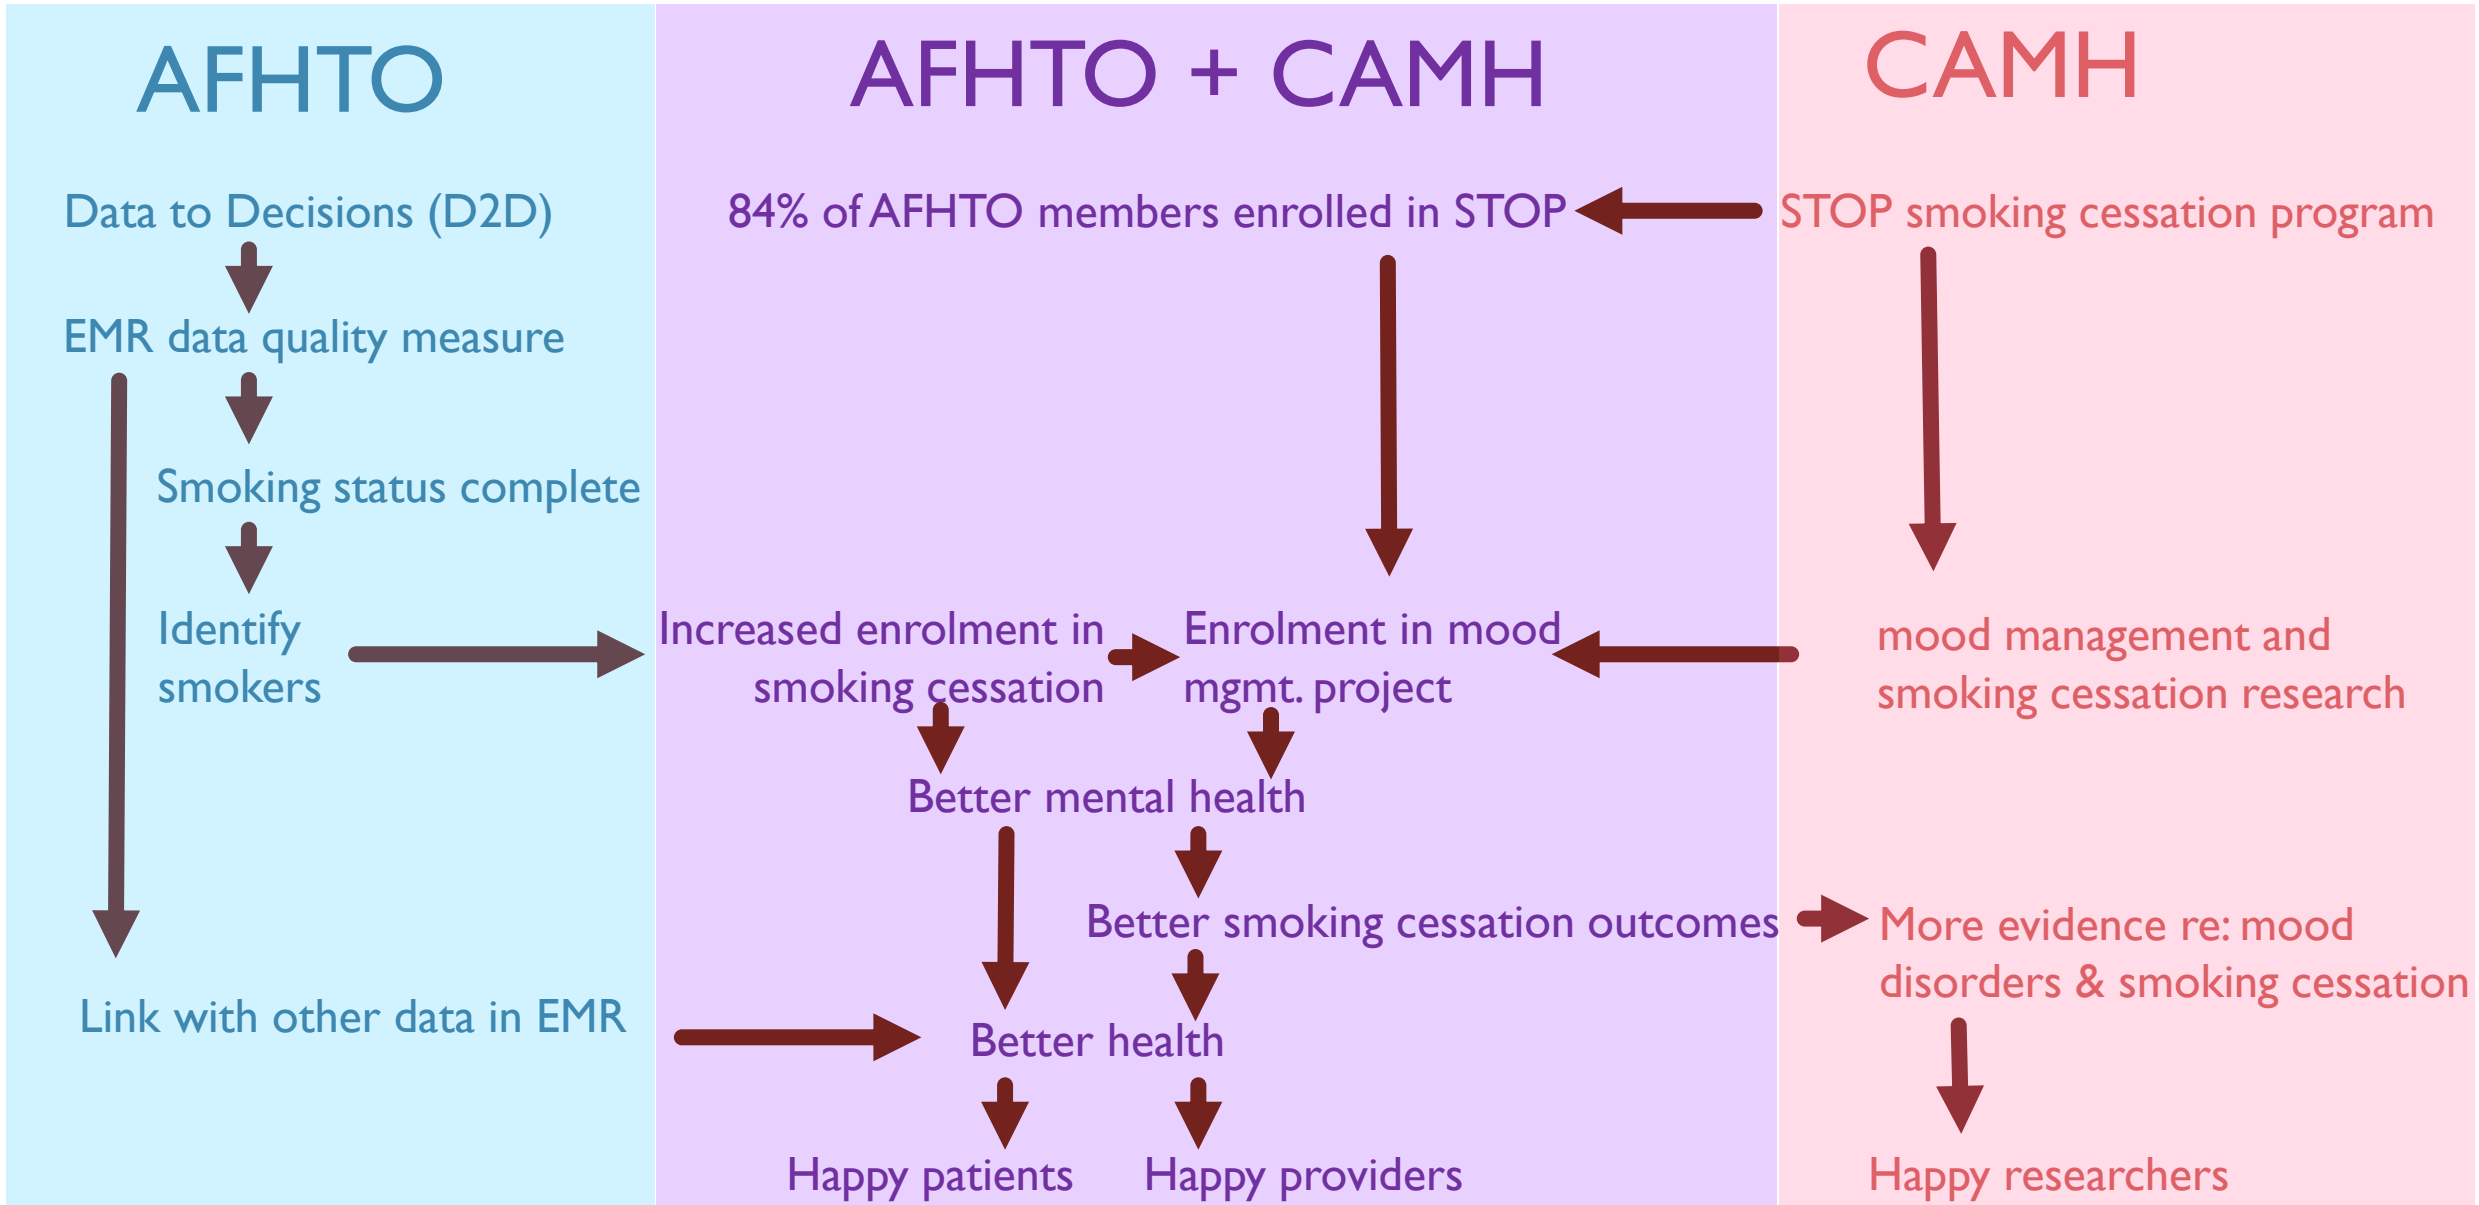 AFHTO
AFHTO + CAMH
CAMH
Data to Decisions (D2D)
84% of AFHTO members enrolled in STOP
STOP smoking cessation program
EMR data quality measure
Smoking status complete
Identify
smokers
Increased enrolment in
smoking cessation
Enrolment in mood
mgmt. project
mood management and
smoking cessation research
Better mental health
Better smoking cessation outcomes
More evidence re: mood
disorders & smoking cessation
Link with other data in EMR
Better health
Happy patients
Happy providers
Happy researchers